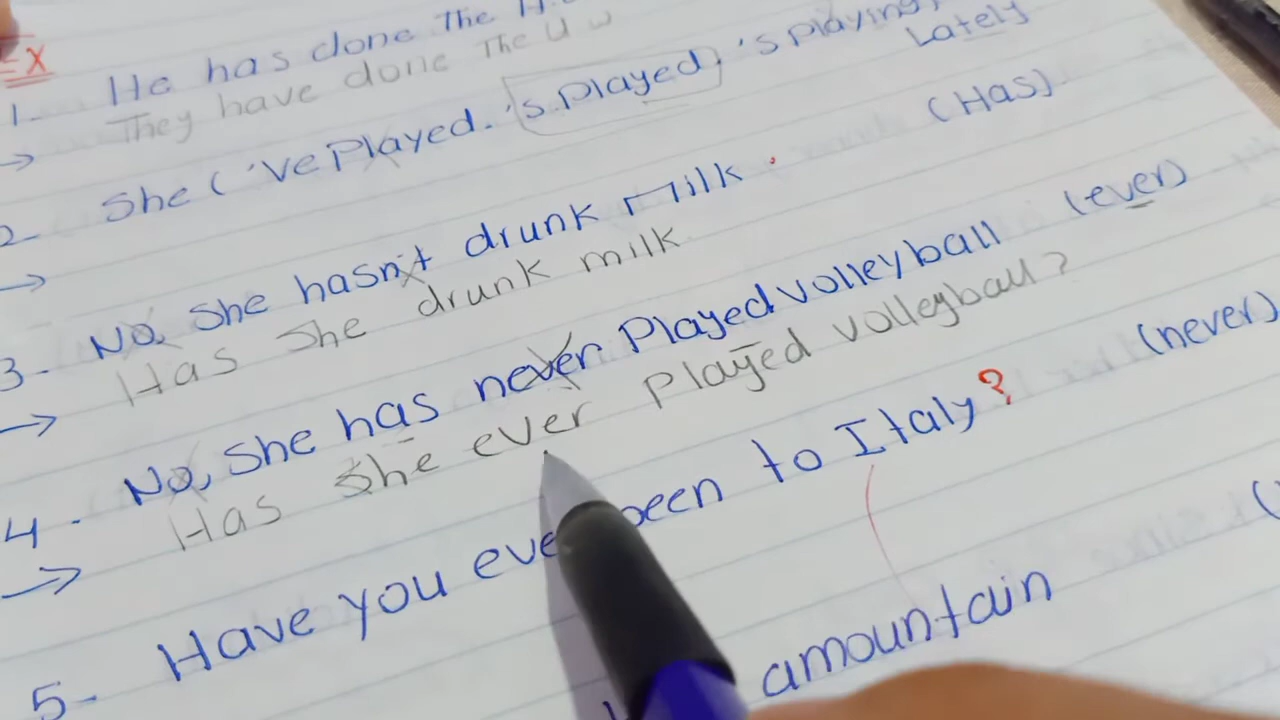 Ex
1. He has done The H.
→ They have done The U w
2- She ('ve Played. 's Played) 's playing, Lately
→
3- No, She hasn't drunk milk. (Has)
→ Has She drunk milk
4. No, She has never Played volleyball (ever)
→ Has She ever Played volleyball?
5- Have you ever been to Italy? (never)
amountain